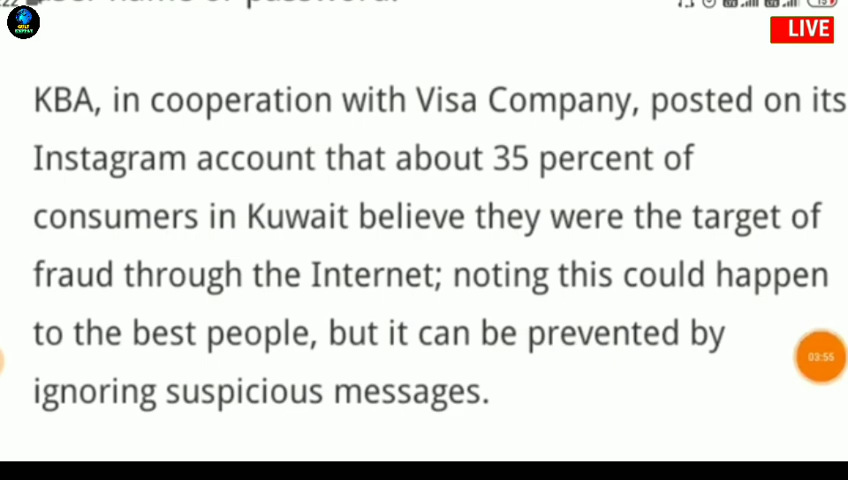 LIVE
KBA, in cooperation with Visa Company, posted on its
Instagram account that about 35 percent of
consumers in Kuwait believe they were the target of
fraud through the Internet; noting this could happen
to the best people, but it can be prevented by
ignoring suspicious messages.
03:55